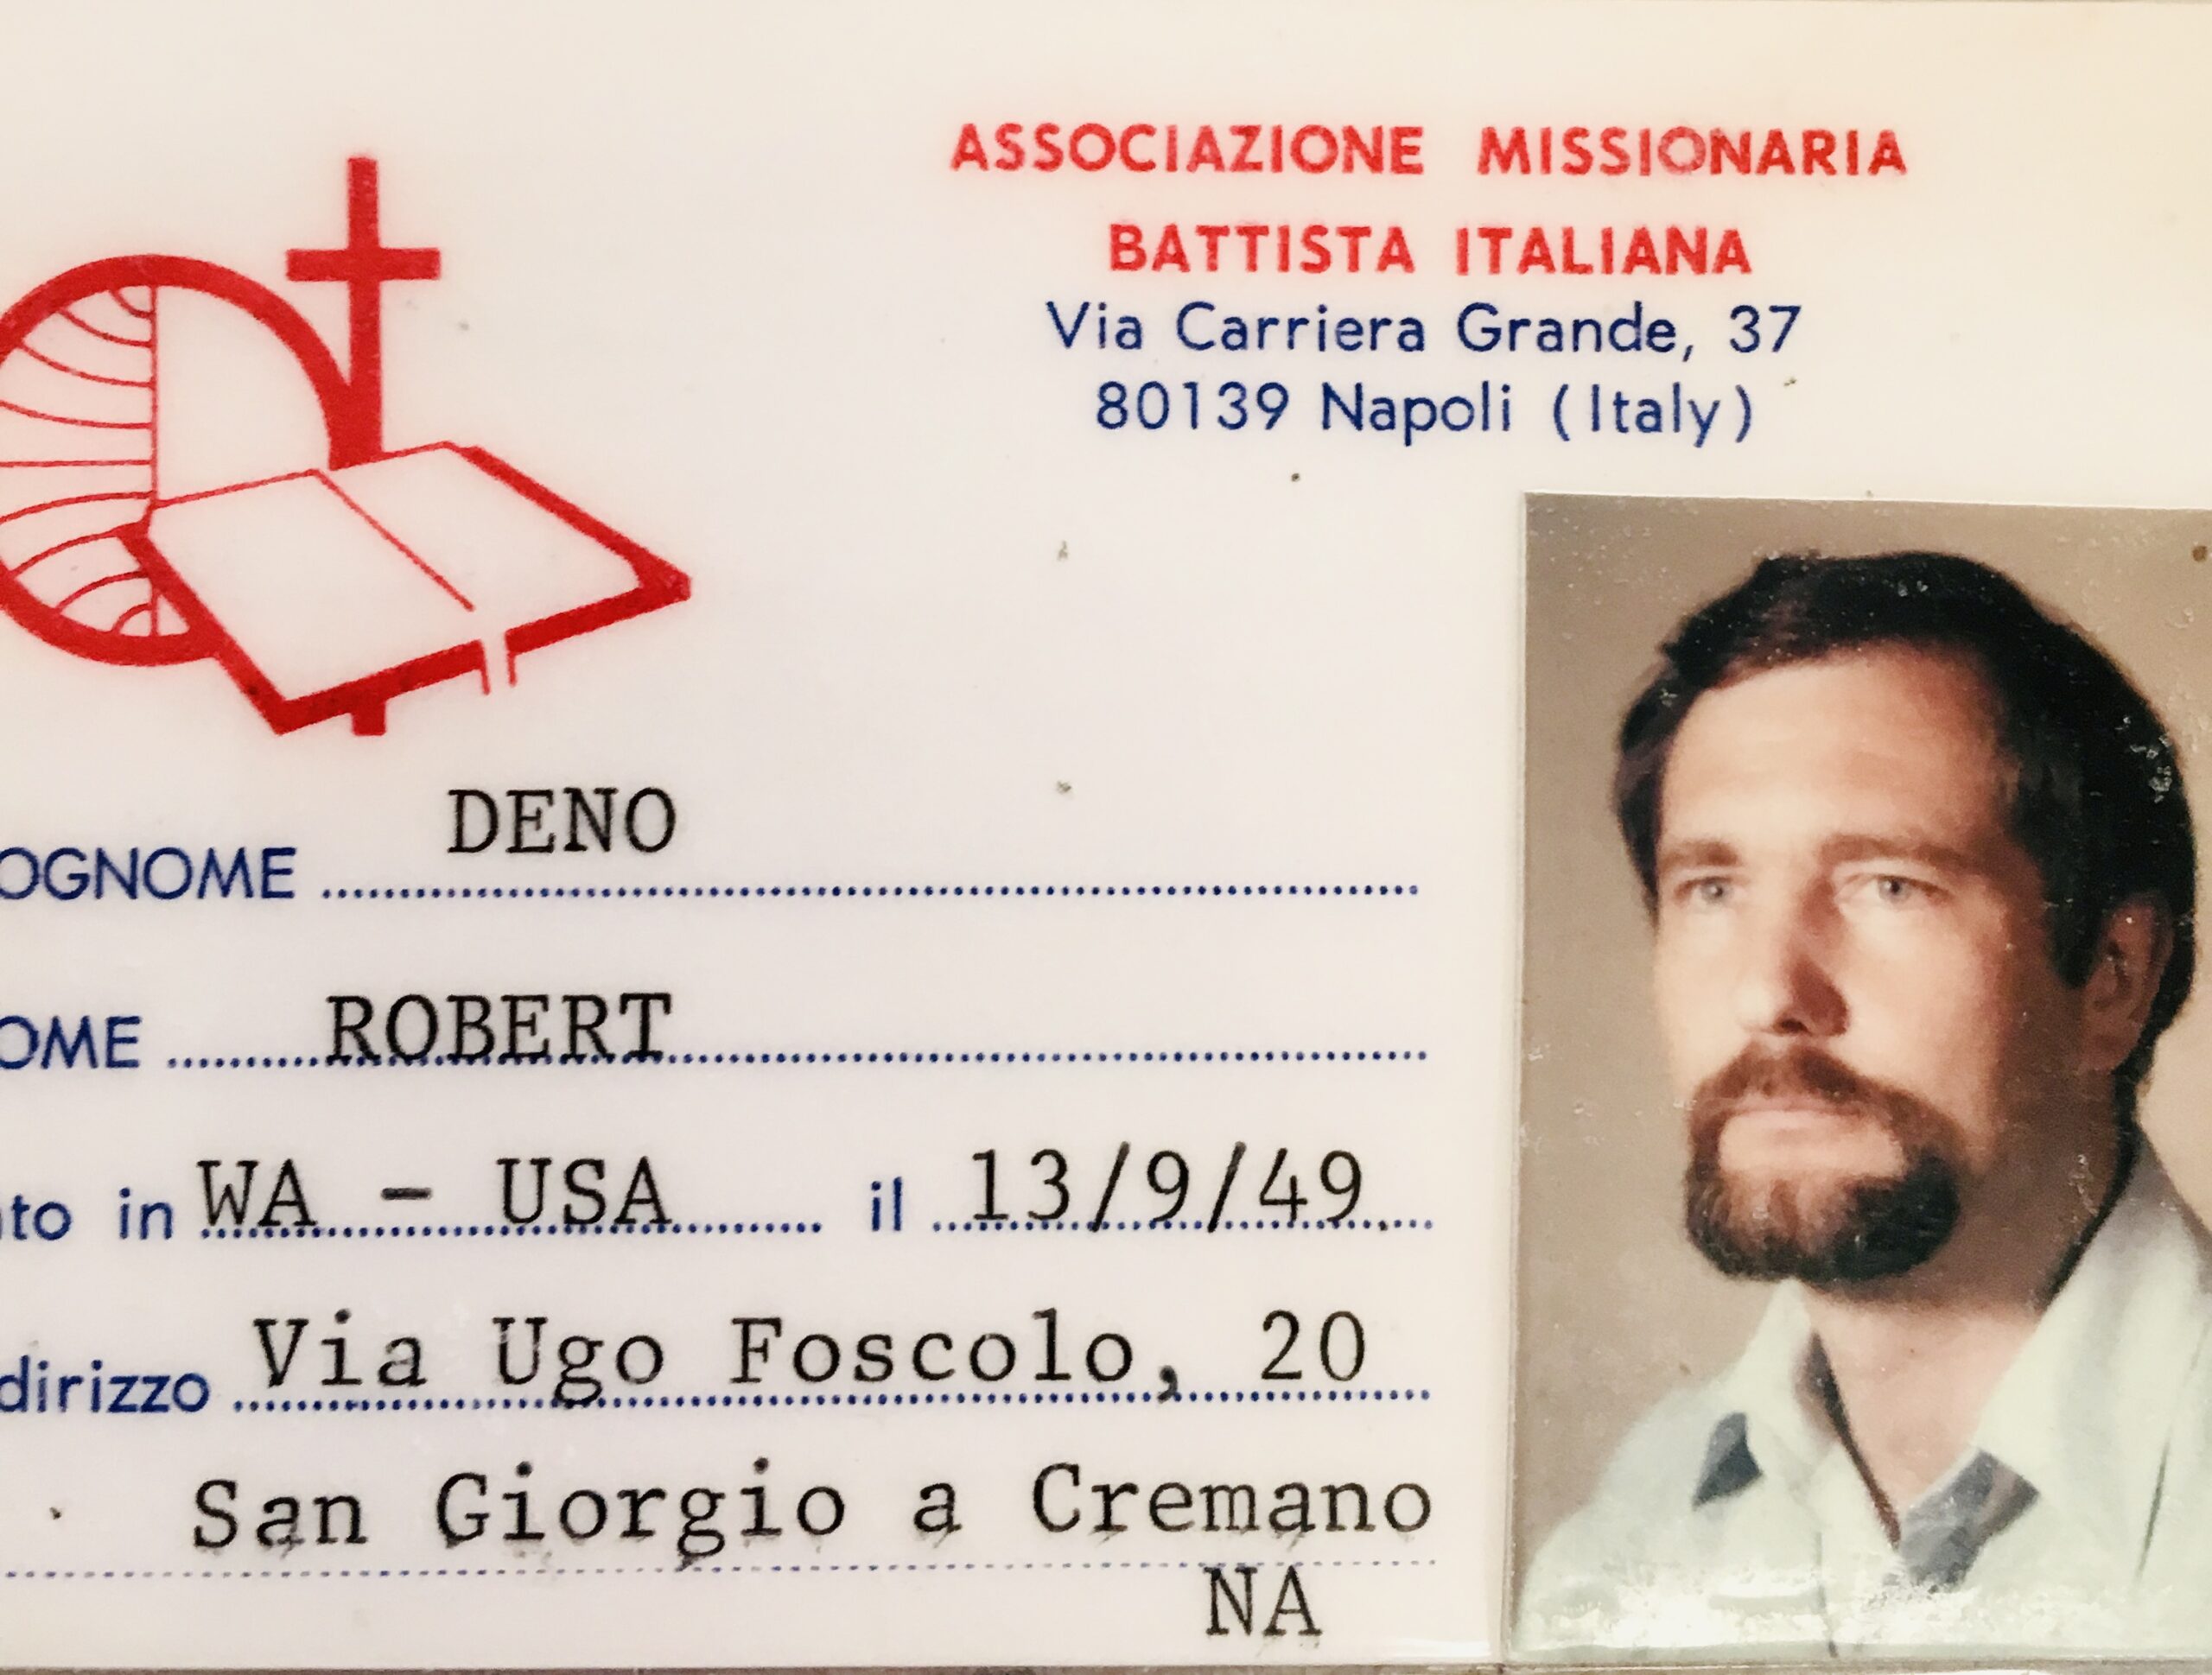 ASSOCIAZIONE MISSIONARIA
BATTISTA ITALIANA
Via Carriera Grande, 37
80139 Napoli (Italy)
OGNOME DENO
OME ROBERT
to in WA - USA il 13/9/49
dirizzo Via Ugo Foscolo, 20
San Giorgio a Cremano
NA